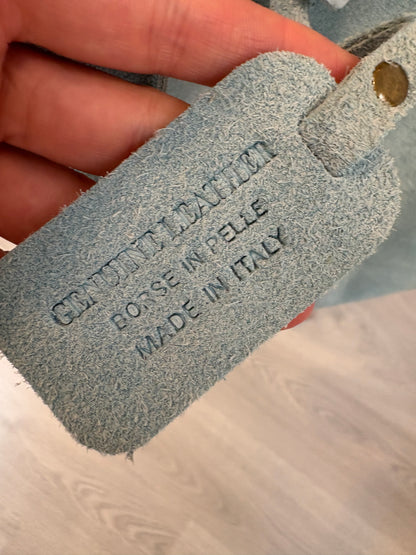 GENUINE LEATHER
BORSE IN PELLE
MADE IN ITALY